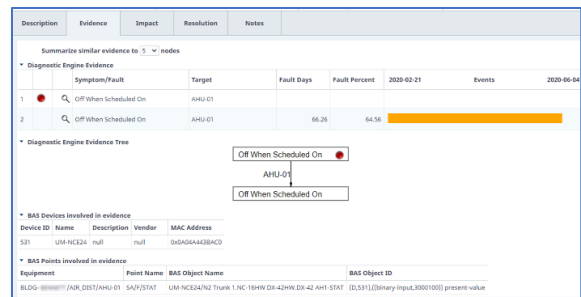 Description Evidence Impact Resolution Notes
Summarize similar evidence to 5 nodes
Diagnostic Engine Evidence
Symptom/Fault Target Fault Days Fault Percent 2020-02-21 Events 2020-06-04
1 Off When Scheduled On AHU-01
2 Off When Scheduled On AHU-01 66.26 64.56
Diagnostic Engine Evidence Tree
Off When Scheduled On
AHU-01
Off When Scheduled On
BAS Devices involved in evidence
Device ID Name Description Vendor MAC Address
531 UM-NCE24 null null 0x0A04A443BAC0
BAS Points involved in evidence
Equipment Point Name BAS Object Name BAS Object ID
BLDG- /AIR_DIST/AHU-01 SA/F/STAT UM-NCE24/N2 Trunk 1.NC-16HW.DX-42HW.DX-42 AH1-STAT {D,531},{(binary-input,3000100)} present-value